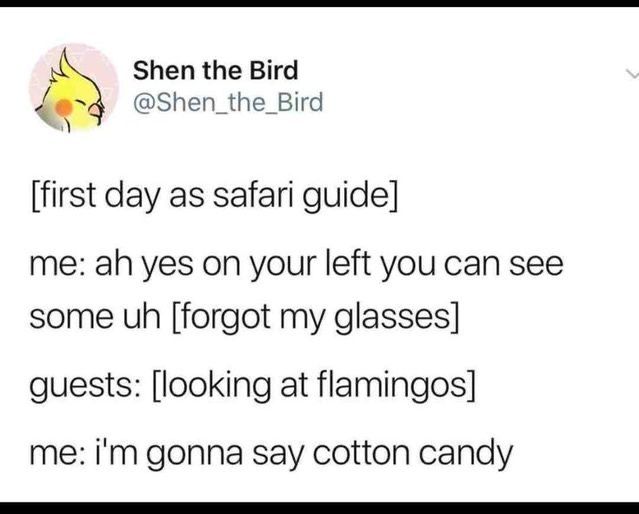 Shen the Bird
@Shen_the_Bird
[first day as safari guide]
me: ah yes on your left you can see
some uh [forgot my glasses]
guests: [looking at flamingos]
me: i'm gonna say cotton candy